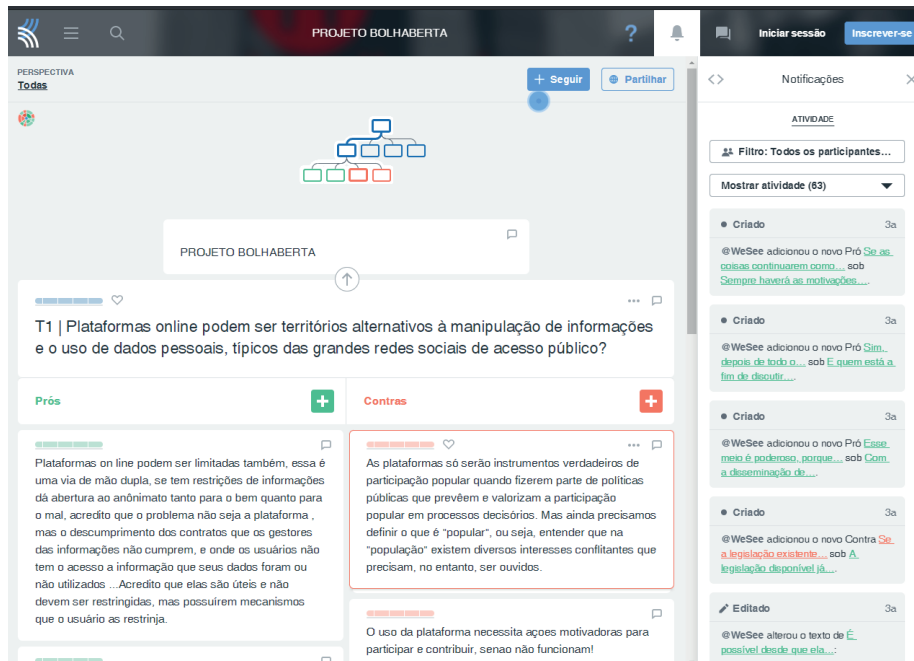 PROJETO BOLHABERTA
?
Iniciar sessão
Inscrever-se
PERSPECTIVA
Todas
+ Seguir
Partilhar
PROJETO BOLHABERTA
T1 | Plataformas online podem ser territórios alternativos à manipulação de informações
e o uso de dados pessoais, típicos das grandes redes sociais de acesso público?
Prós
Contras
Plataformas on line podem ser limitadas também, essa é
uma via de mão dupla, se tem restrições de informações
dá abertura ao anônimato tanto para o bem quanto para
o mal, acredito que o problema não seja a plataforma ,
mas o descumprimento dos contratos que os gestores
das informações não cumprem, e onde os usuários não
tem o acesso a informação que seus dados foram ou
não utilizados ...Acredito que elas são úteis e não
devem ser restringidas, mas possuírem mecanismos
que o usuário as restrinja.
As plataformas só serão instrumentos verdadeiros de
participação popular quando fizerem parte de políticas
públicas que prevêem e valorizam a participação
popular em processos decisórios. Mas ainda precisamos
definir o que é "popular", ou seja, entender que na
"população" existem diversos interesses conflitantes que
precisam, no entanto, ser ouvidos.
O uso da plataforma necessita açoes motivadoras para
participar e contribuir, senao não funcionam!
Notificações
ATIVIDADE
Filtro: Todos os participantes...
Mostrar atividade (63)
Criado 3a
@WeSee adicionou o novo Pró Se as
coisas continuarem como... sob
Sempre haverá as motivações....
Criado 3a
@WeSee adicionou o novo Pró Sim,
depois de todo o... sob E quem está a
fim de discutir....
Criado 3a
@WeSee adicionou o novo Pró Esse
meio é poderoso, porque... sob Com
a disseminação de....
Criado 3a
@WeSee adicionou o novo Contra Se
a legislação existente... sob A
legislação disponível já....
Editado 3a
@WeSee alterou o texto de É
possível desde que ela...: